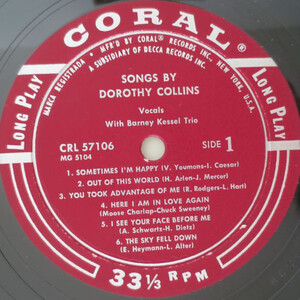 CORAL®
MFR'D BY CORAL RECORDS INC. NEW YORK, U.S.A.
A SUBSIDIARY OF DECCA RECORDS INC.
MARCA REGISTRADA
LONG PLAY
LONG PLAY
SONGS BY
DOROTHY COLLINS
Vocals
With Barney Kessel Trio
CRL 57106
SIDE 1
MG 5104
1. SOMETIMES I'M HAPPY (V. Youmans-I. Caesar)
2. OUT OF THIS WORLD (H. Arlen-J. Mercer)
3. YOU TOOK ADVANTAGE OF ME (R. Rodgers-L. Hart)
4. HERE I AM IN LOVE AGAIN
(Moose Charlap-Chuck Sweeney)
5. I SEE YOUR FACE BEFORE ME
(A. Schwartz-H. Dietz)
6. THE SKY FELL DOWN
(E. Heymann-L. Alter)
33⅓ RPM